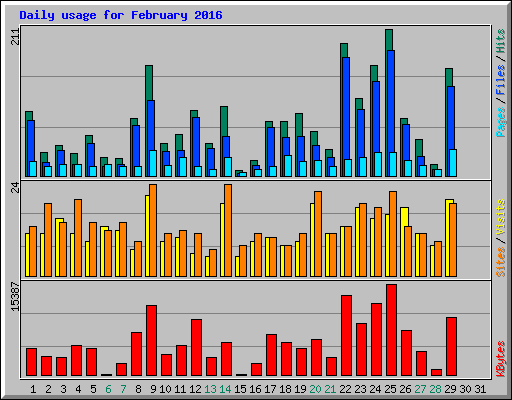 Daily usage for February 2016
211
Pages / Files / Hits
24
Sites / Visits
15387
KBytes
1 2 3 4 5 6 7 8 9 10 11 12 13 14 15 16 17 18 19 20 21 22 23 24 25 26 27 28 29 30 31